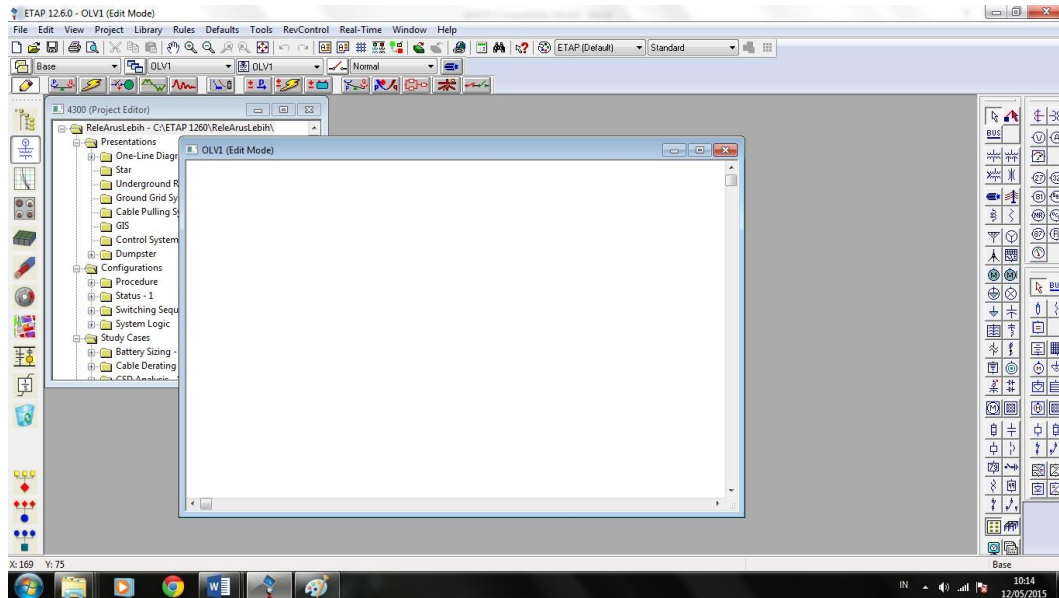 ETAP 12.6.0 - OLV1 (Edit Mode)
File Edit View Project Library Rules Defaults Tools RevControl Real-Time Window Help
ETAP (Default) Standard
Base OLV1 OLV1 Normal
4300 (Project Editor)
ReleArusLebih - C:\ETAP 1260\ReleArusLebih\
Presentations
One-Line Diagr
Star
Underground R
Ground Grid Sy
Cable Pulling Sy
GIS
Control System
Dumpster
Configurations
Procedure
Status - 1
Switching Sequ
System Logic
Study Cases
Battery Sizing -
Cable Derating
OLV1 (Edit Mode)
BUS
X: 169 Y: 75
Base
IN
10:14
12/05/2015